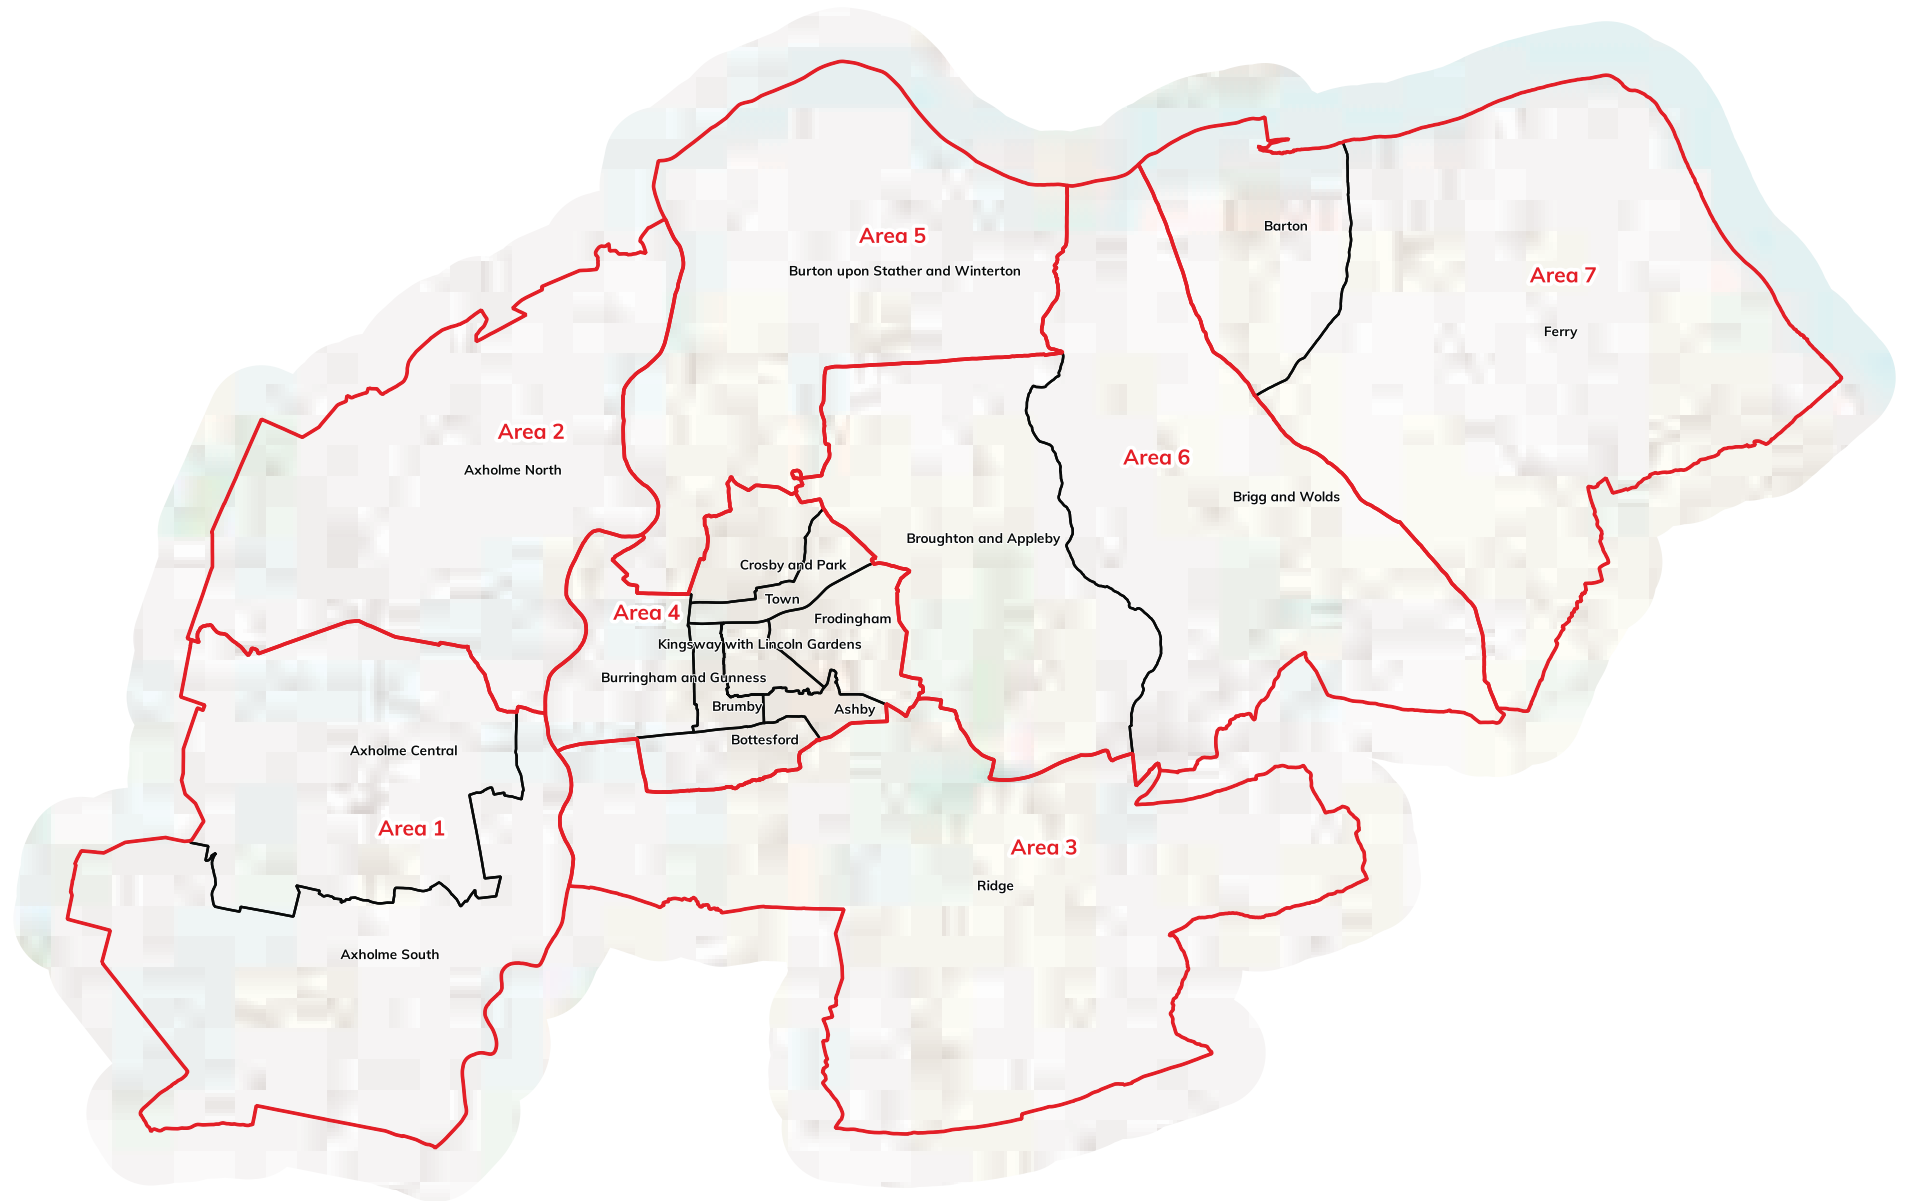 Barton
Area 5
Burton upon Stather and Winterton
Area 7
Ferry
Area 2
Axholme North
Area 6
Brigg and Wolds
Broughton and Appleby
Crosby and Park
Town
Area 4
Frodingham
Kingsway with Lincoln Gardens
Burringham and Gunness
Brumby
Ashby
Bottesford
Axholme Central
Area 1
Area 3
Ridge
Axholme South